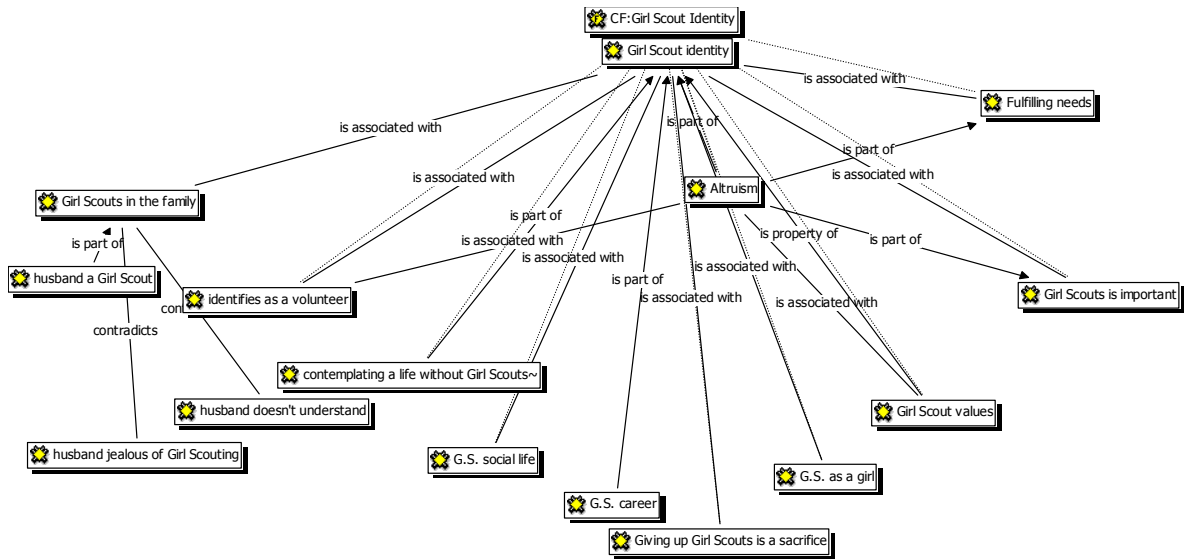 CF:Girl Scout Identity
Girl Scout identity
is associated with
Fulfilling needs
is part of
is associated with
is part of
is associated with
is associated with
Altruism
Girl Scouts in the family
is part of
is associated with
is property of
is part of
is part of
is associated with
husband a Girl Scout
is part of
is associated with
identifies as a volunteer
is associated with
is associated with
Girl Scouts is important
contradicts
contemplating a life without Girl Scouts~
husband doesn't understand
Girl Scout values
husband jealous of Girl Scouting
G.S. social life
G.S. as a girl
G.S. career
Giving up Girl Scouts is a sacrifice